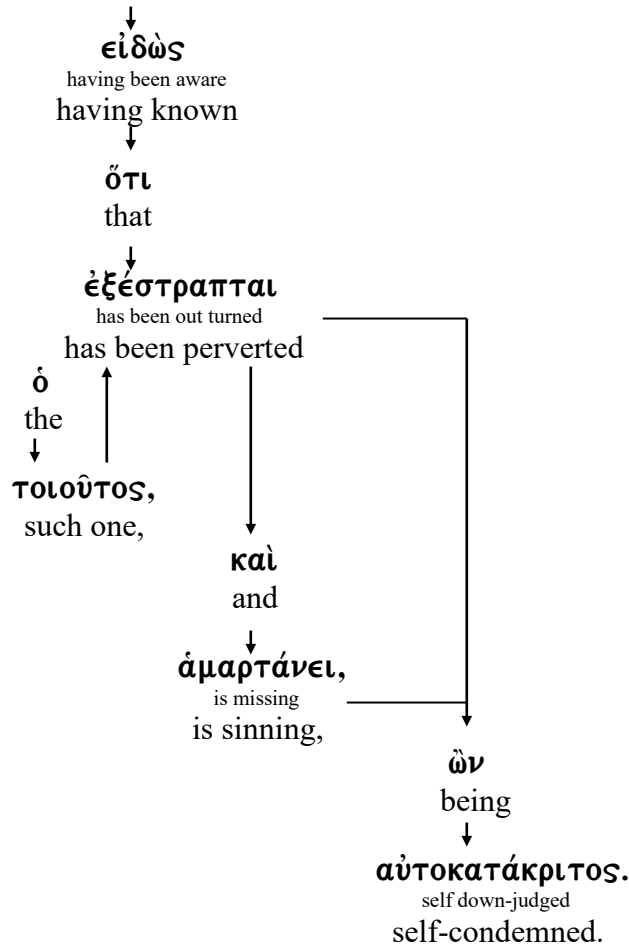 εἰδὼς
having been aware
having known
ὅτι
that
ἐξέστραπται
has been out turned
has been perverted
ὁ
the
τοιοῦτος,
such one,
καὶ
and
ἁμαρτάνει,
is missing
is sinning,
ὢν
being
αὐτοκατάκριτος.
self down-judged
self-condemned.